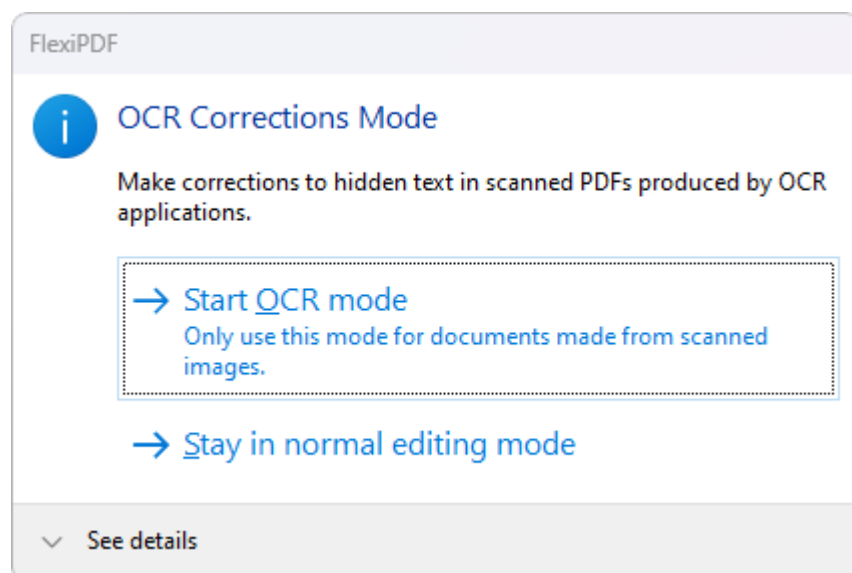 FlexiPDF
OCR Corrections Mode
Make corrections to hidden text in scanned PDFs produced by OCR
applications.
Start OCR mode
Only use this mode for documents made from scanned
images.
Stay in normal editing mode
See details